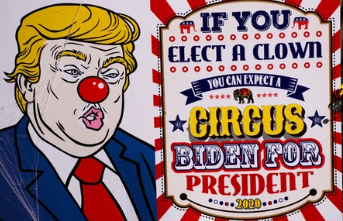 IF YOU
ELECT A CLOWN
YOU CAN EXPECT A
CIRCUS
BIDEN FOR
PRESIDENT
2020